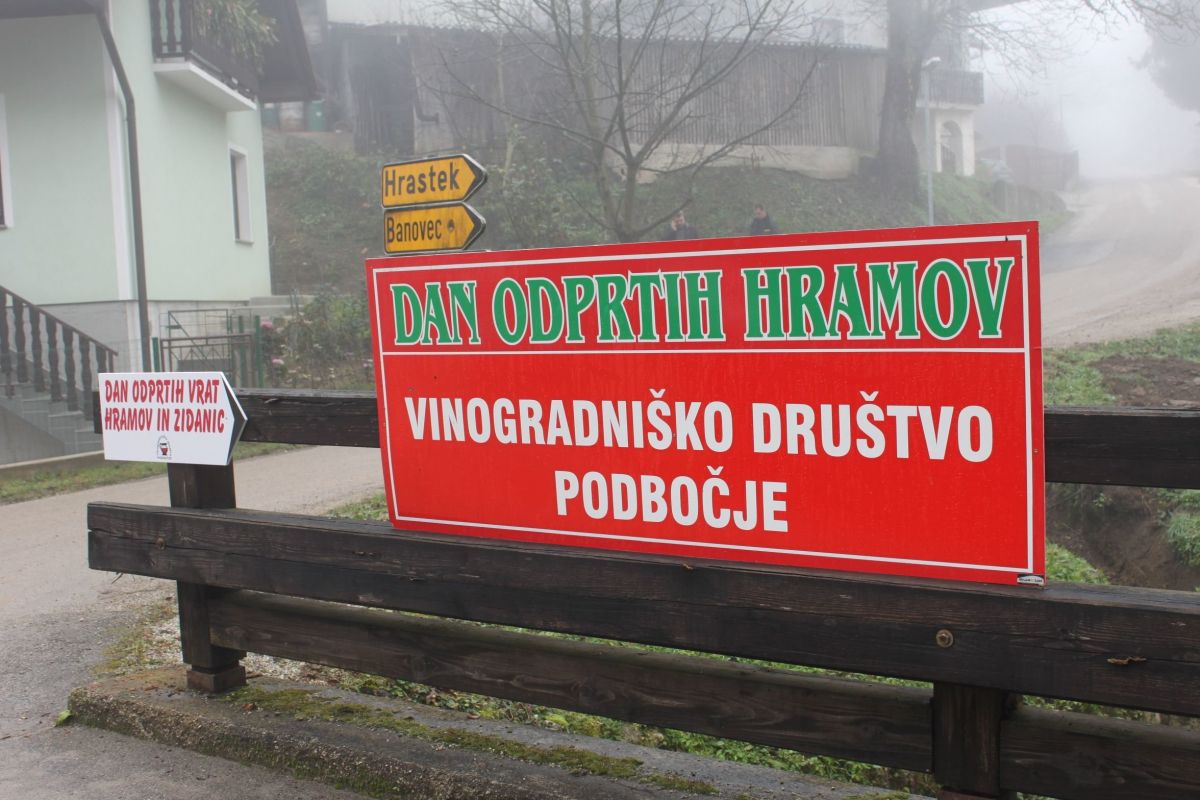 Hrastek
Banovec
DAN ODPRTIH HRAMOV
VINOGRADNIŠKO DRUŠTVO
PODBOČJE
DAN ODPRTIH VRAT
HRAMOV IN ZIDANIC